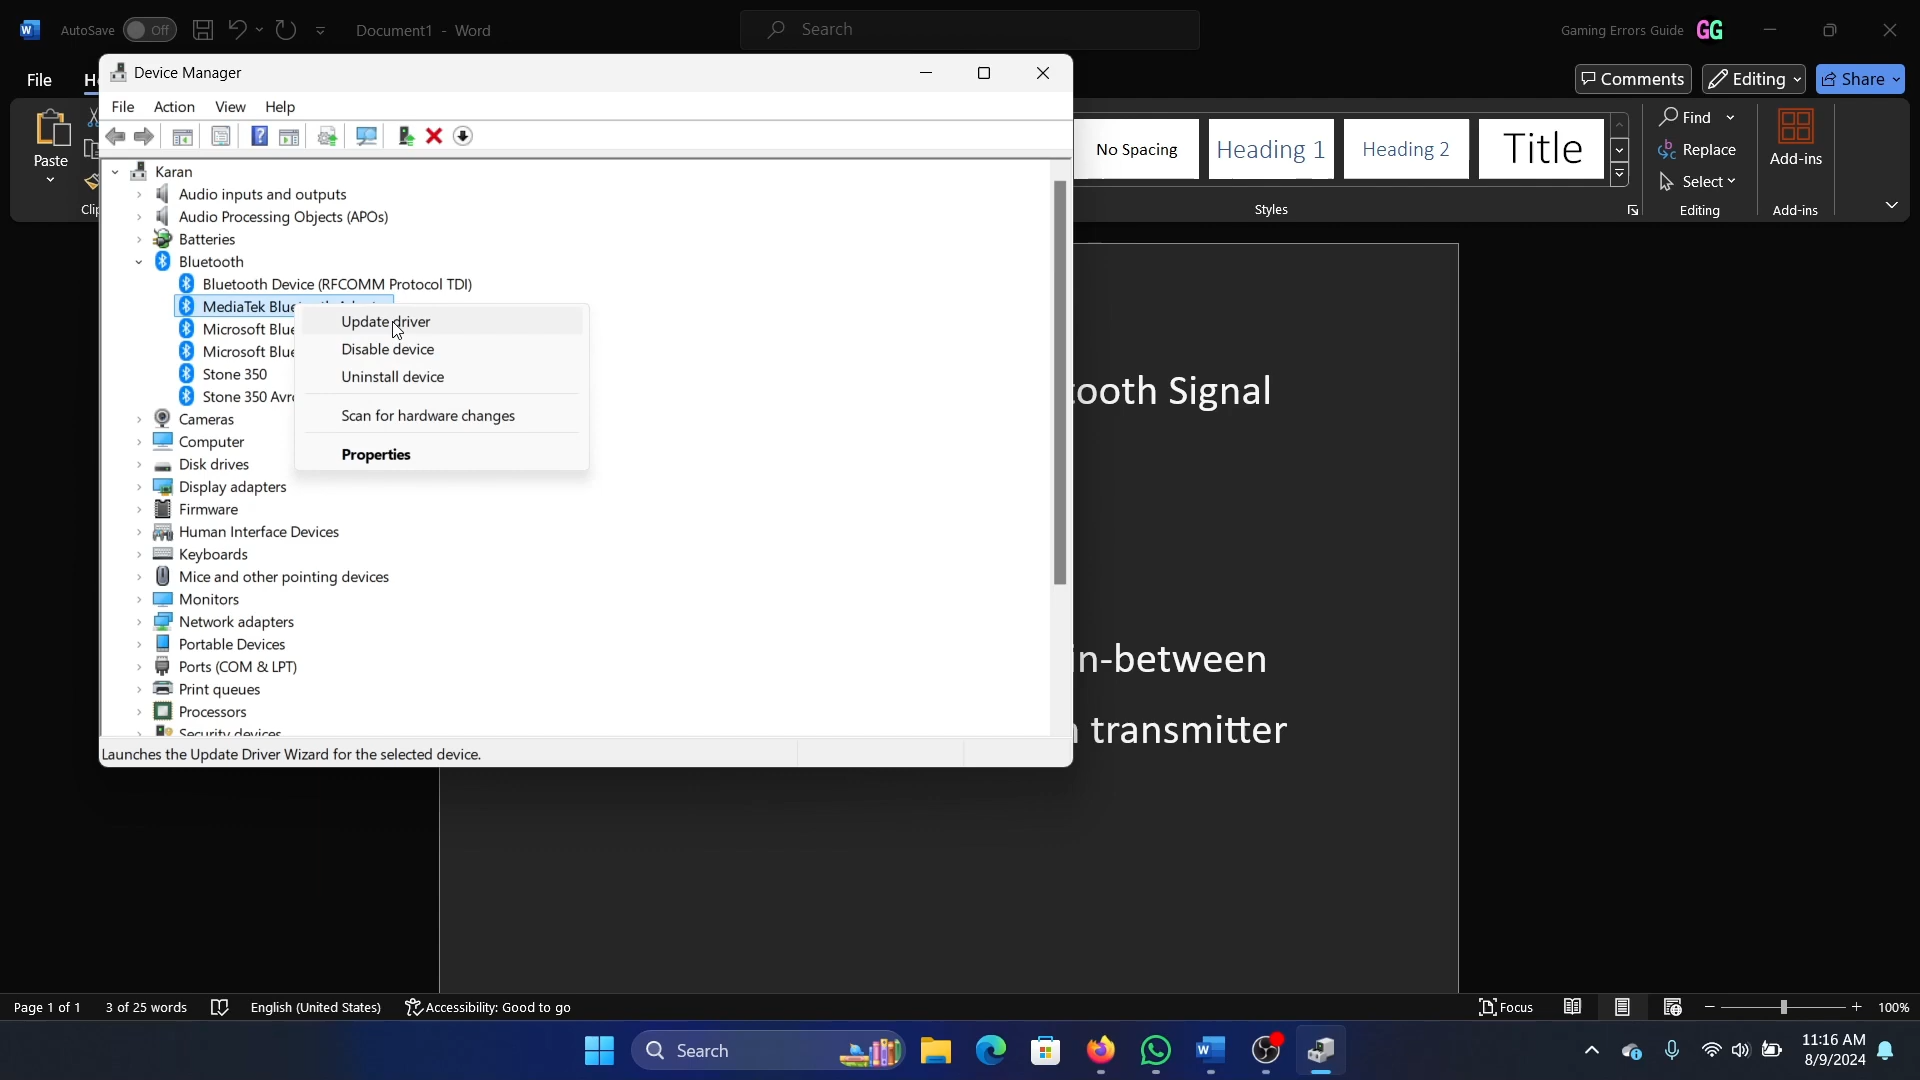 AutoSave Off Document1 - Word Search Gaming Errors Guide GG
File Comments Editing Share
Device Manager
File Action View Help
Paste
No Spacing Heading 1 Heading 2 Title
Styles
Find
Replace
Select
Editing
Add-ins
Add-ins
Karan
Audio inputs and outputs
Audio Processing Objects (APOs)
Batteries
Bluetooth
Bluetooth Device (RFCOMM Protocol TDI)
MediaTek
Microsoft
Microsoft
Stone 350
Stone 350
Cameras
Computer
Disk drives
Display adapters
Firmware
Human Interface Devices
Keyboards
Mice and other pointing devices
Monitors
Network adapters
Portable Devices
Ports (COM & LPT)
Print queues
Processors
Security devices
Update driver
Disable device
Uninstall device
Scan for hardware changes
Properties
Launches the Update Driver Wizard for the selected device.
tooth Signal
in-between
transmitter
Page 1 of 1 3 of 25 words English (United States) Accessibility: Good to go Focus 100%
Search
11:16 AM
8/9/2024